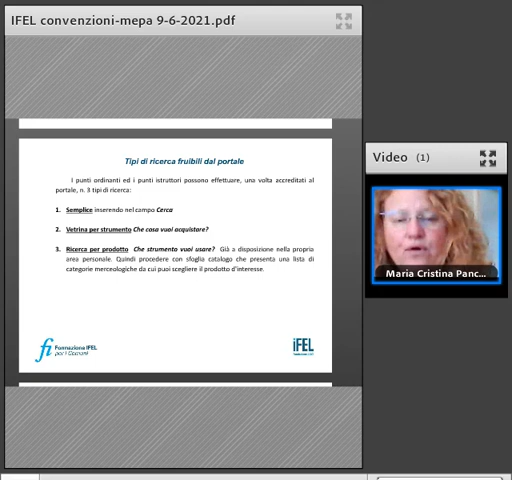 IFEL convenzioni-mepa 9-6-2021.pdf
Tipi di ricerca fruibili dal portale
I punti ordinanti ed i punti istruttori possono effettuare, una volta accreditati al
portale, n. 3 tipi di ricerca:
1. Semplice inserendo nel campo Cerca
2. Vetrina per strumento Che cosa vuoi acquistare?
3. Ricerca per prodotto Che strumento vuoi usare? Già a disposizione nella propria
area personale. Quindi procedere con sfoglia catalogo che presenta una lista di
categorie merceologiche da cui puoi scegliere il prodotto d'interesse.
fi Formazione IFEL
per i Comuni
iFEL
Video (1)
Maria Cristina Panc...